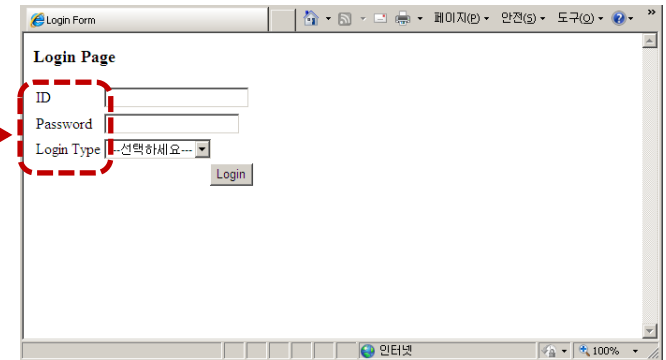 Login Form
페이지(P) 안전(S) 도구(O) »
Login Page
ID
Password
Login Type --선택하세요---
Login
인터넷 100%